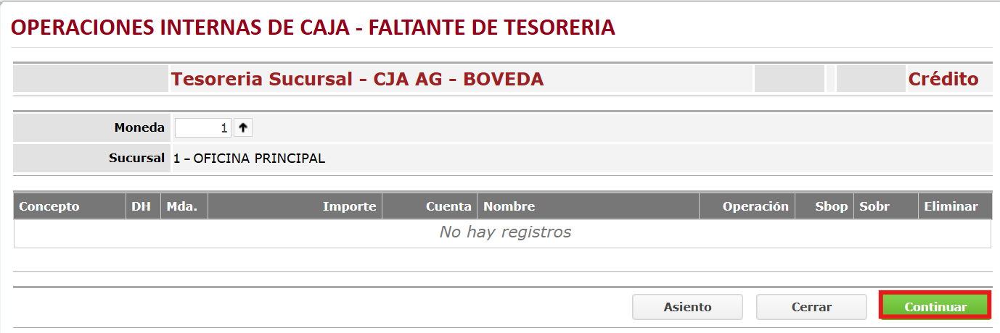 OPERACIONES INTERNAS DE CAJA - FALTANTE DE TESORERIA
Tesoreria Sucursal - CJA AG - BOVEDA Crédito
Moneda 1
Sucursal 1 – OFICINA PRINCIPAL
Concepto DH Mda. Importe Cuenta Nombre Operación Sbop Sobr Eliminar
No hay registros
Asiento Cerrar Continuar